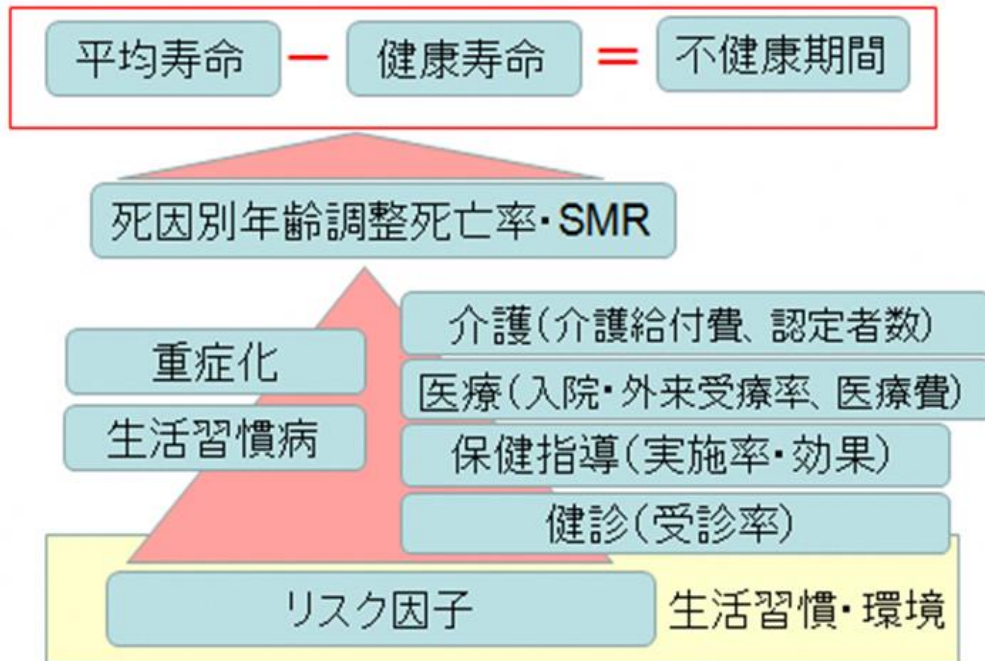 平均寿命 － 健康寿命 ＝ 不健康期間
死因別年齢調整死亡率・SMR
介護（介護給付費、認定者数）
重症化
医療（入院・外来受療率、医療費）
生活習慣病
保健指導（実施率・効果）
健診（受診率）
リスク因子
生活習慣・環境